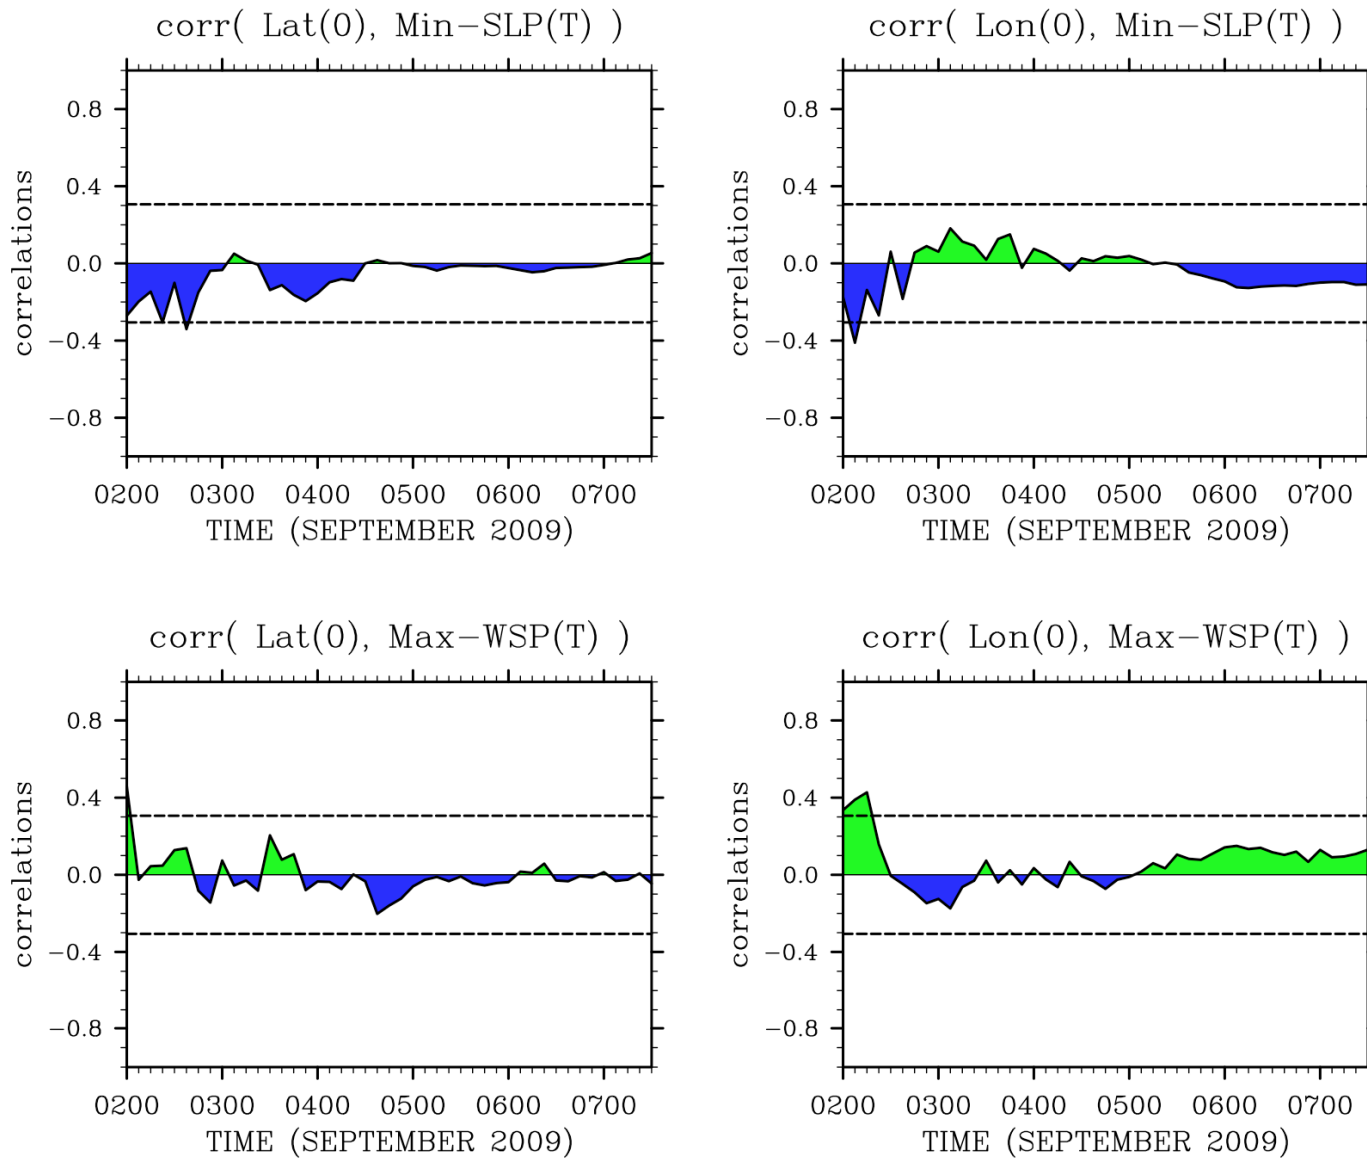 corr( Lat(0), Min−SLP(T) )
correlations
0.8
0.4
0.0
−0.4
−0.8
0200 0300 0400 0500 0600 0700
TIME (SEPTEMBER 2009)
corr( Lon(0), Min−SLP(T) )
correlations
0.8
0.4
0.0
−0.4
−0.8
0200 0300 0400 0500 0600 0700
TIME (SEPTEMBER 2009)
corr( Lat(0), Max−WSP(T) )
correlations
0.8
0.4
0.0
−0.4
−0.8
0200 0300 0400 0500 0600 0700
TIME (SEPTEMBER 2009)
corr( Lon(0), Max−WSP(T) )
correlations
0.8
0.4
0.0
−0.4
−0.8
0200 0300 0400 0500 0600 0700
TIME (SEPTEMBER 2009)